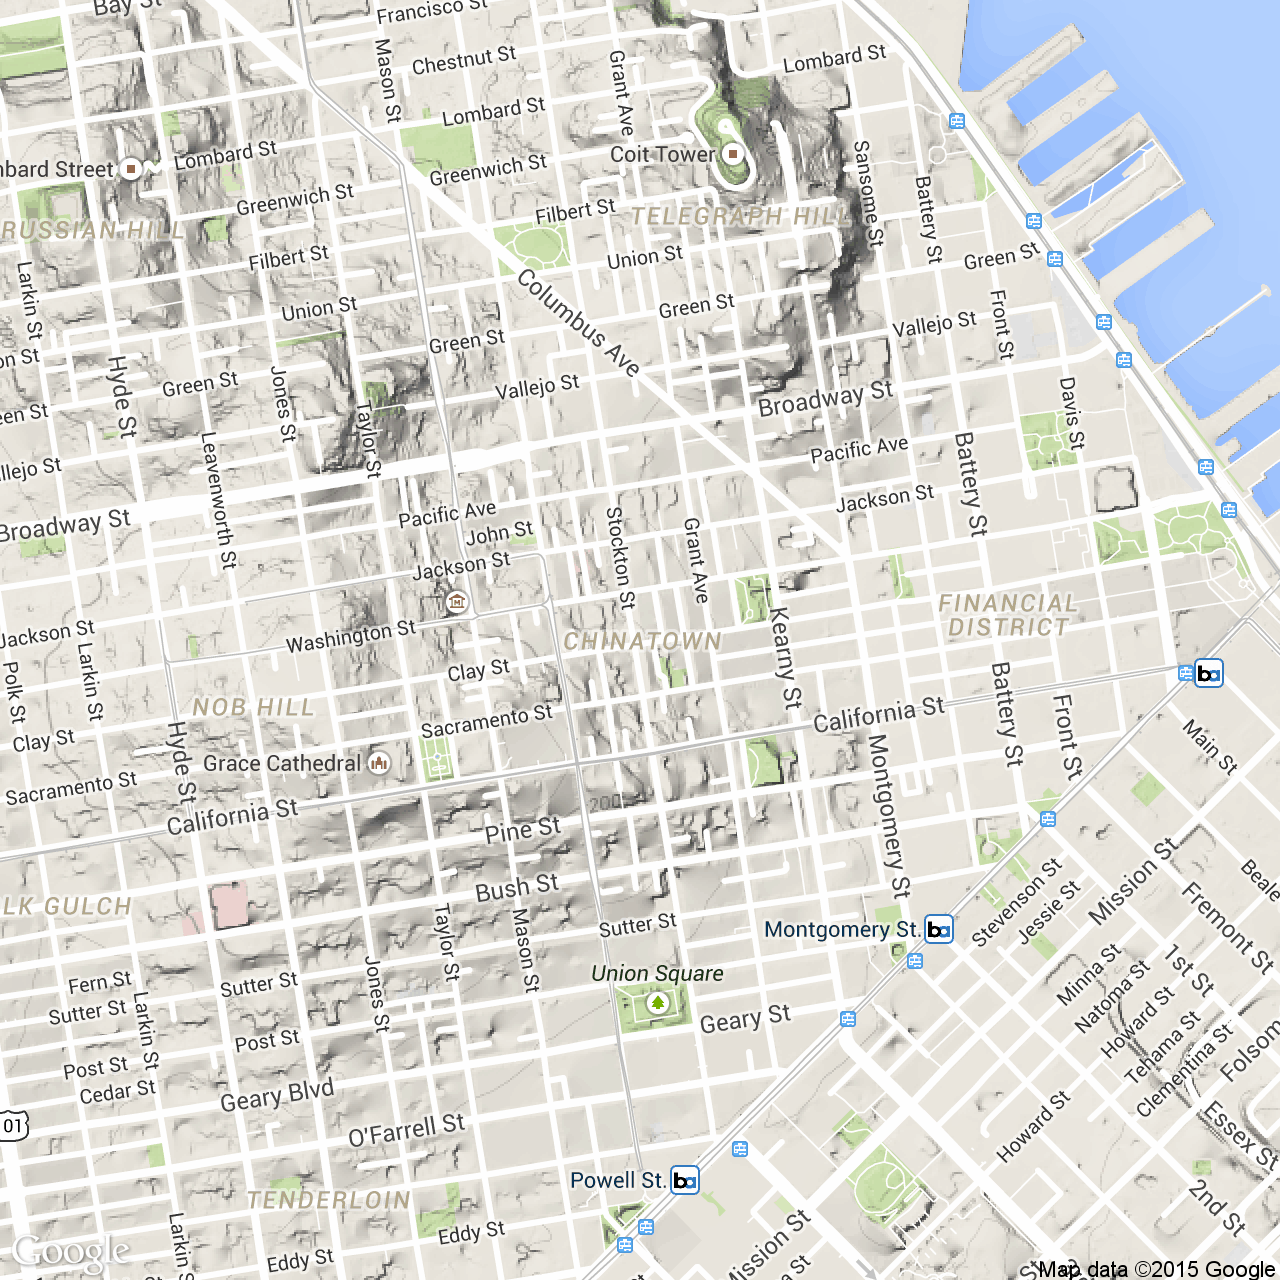 Bay St
Francisco St
Mason St
Chestnut St
Grant Ave
Lombard St
Lombard St
Sansome St
Battery St
Coit Tower
mbard Street
Lombard St
Greenwich St
Greenwich St
Filbert St
TELEGRAPH HILL
RUSSIAN HILL
Filbert St
Union St
Green St
Larkin St
Columbus Ave
Union St
Green St
Front St
Vallejo St
Green St
on St
Hyde St
Jones St
Green St
Vallejo St
Broadway St
Davis St
een St
Taylor St
Leavenworth St
Pacific Ave
Battery St
llejo St
Jackson St
Broadway St
Pacific Ave
John St
Stockton St
Grant Ave
Jackson St
FINANCIAL
DISTRICT
Jackson St
Washington St
CHINATOWN
Kearny St
Polk St
Larkin St
Clay St
Battery St
Front St
NOB HILL
Sacramento St
California St
Clay St
Hyde St
Main St
Grace Cathedral
Montgomery St
Sacramento St
California St
200
Pine St
Mission St
Beale
Bush St
LK GULCH
Fremont St
Stevenson St
Jessie St
Taylor St
Mason St
Sutter St
Montgomery St.
ba
ba
Union Square
1st St
Minna St
Natoma St
Fern St
Sutter St
Jones St
Sutter St
Larkin St
Geary St
Howard St
Post St
Tehama St
Folsom
Post St
Cedar St
Geary Blvd
Clementina St
01
O'Farrell St
Howard St
Essex St
Powell St.
ba
TENDERLOIN
2nd St
Larkin St
Eddy St
Eddy St
Mission St
Google
Map data ©2015 Google